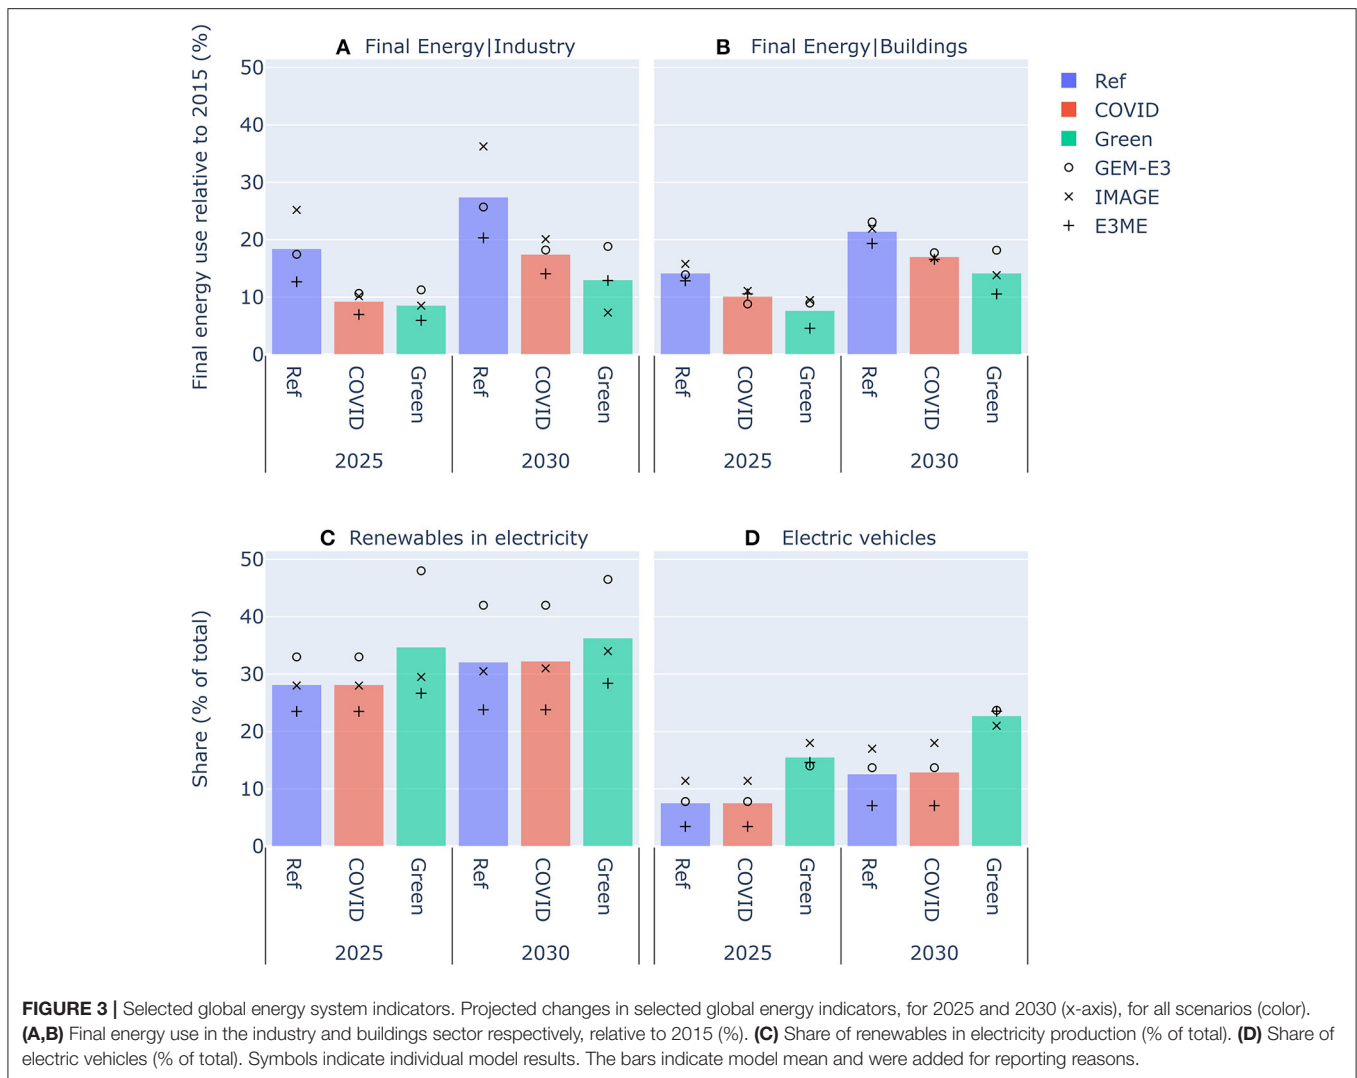 A Final Energy|Industry
B Final Energy|Buildings
Final energy use relative to 2015 (%)
50
40
30
20
10
0
Ref
COVID
Green
Ref
COVID
Green
2025
2030
Ref
COVID
Green
Ref
COVID
Green
2025
2030
Ref
COVID
Green
GEM-E3
IMAGE
E3ME
C Renewables in electricity
D Electric vehicles
Share (% of total)
50
40
30
20
10
0
Ref
COVID
Green
Ref
COVID
Green
2025
2030
Ref
COVID
Green
Ref
COVID
Green
2025
2030
FIGURE 3 | Selected global energy system indicators. Projected changes in selected global energy indicators, for 2025 and 2030 (x-axis), for all scenarios (color).
(A,B) Final energy use in the industry and buildings sector respectively, relative to 2015 (%). (C) Share of renewables in electricity production (% of total). (D) Share of
electric vehicles (% of total). Symbols indicate individual model results. The bars indicate model mean and were added for reporting reasons.